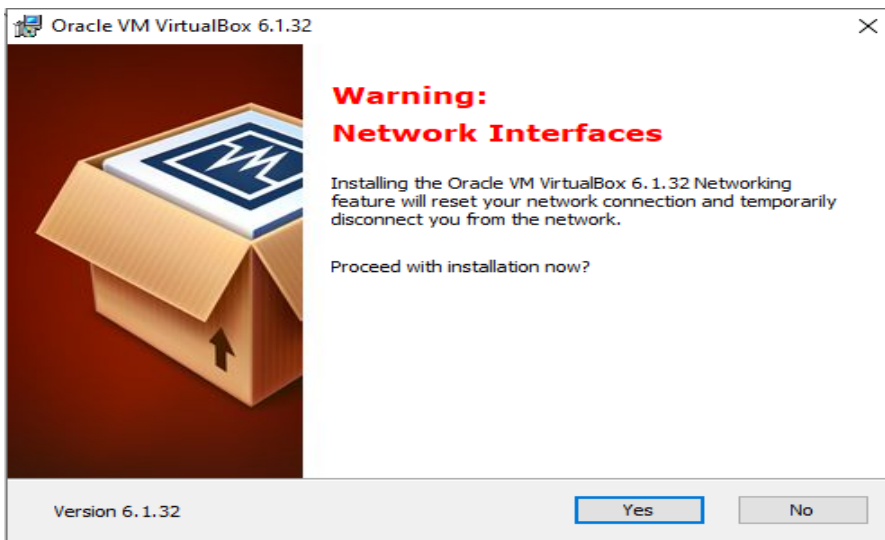 Oracle VM VirtualBox 6.1.32
Warning:
Network Interfaces
Installing the Oracle VM VirtualBox 6.1.32 Networking
feature will reset your network connection and temporarily
disconnect you from the network.
Proceed with installation now?
Version 6.1.32
Yes
No